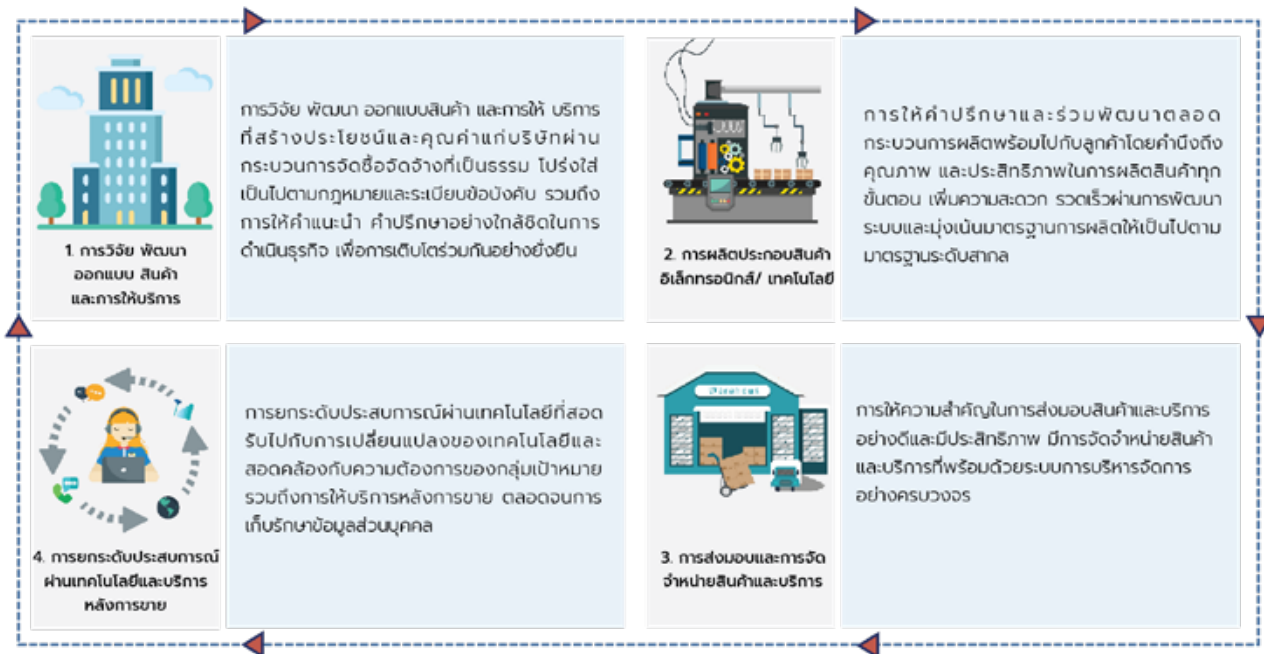 1. การวิจัย พัฒนา
ออกแบบ สินค้า
และการให้บริการ
การวิจัย พัฒนา ออกแบบสินค้า และการให้ บริการ
ที่สร้างประโยชน์และคุณค่าแก่บริษัทผ่าน
กระบวนการจัดซื้อจัดจ้างที่เป็นธรรม โปร่งใส่
เป็นไปตามกฎหมายและระเบียบข้อบังคับ รวมถึง
การให้คำแนะนำ คำปรึกษาอย่างใกล้ชิดในการ
ดำเนินธุรกิจ เพื่อการเติบโตร่วมกันอย่างยั่งยืน
2. การผลิตประกอบสินค้า
อิเล็กทรอนิกส์/ เทคโนโลยี
การให้คำปรึกษาและร่วมพัฒนาตลอด
กระบวนการผลิตพร้อมไปกับลูกค้าโดยคำนึงถึง
คุณภาพ และประสิทธิภาพในการผลิตสินค้าทุก
ขั้นตอน เพิ่มความสะดวก รวดเร็วผ่านการพัฒนา
ระบบและมุ่งเน้นมาตรฐานการผลิตให้เป็นไปตาม
มาตรฐานระดับสากล
4. การยกระดับประสบการณ์
ผ่านเทคโนโลยีและบริการ
หลังการขาย
การยกระดับประสบการณ์ผ่านเทคโนโลยีที่สอด
รับไปกับการเปลี่ยนแปลงของเทคโนโลยีและ
สอดคล้องกับความต้องการของกลุ่มเป้าหมาย
รวมถึงการให้บริการหลังการขาย ตลอดจนการ
เก็บรักษาข้อมูลส่วนบุคคล
3. การส่งมอบและการจัด
จำหน่ายสินค้าและบริการ
การให้ความสำคัญในการส่งมอบสินค้าและบริการ
อย่างดีและมีประสิทธิภาพ มีการจัดจำหน่ายสินค้า
และบริการที่พร้อมด้วยระบบการบริหารจัดการ
อย่างครบวงจร